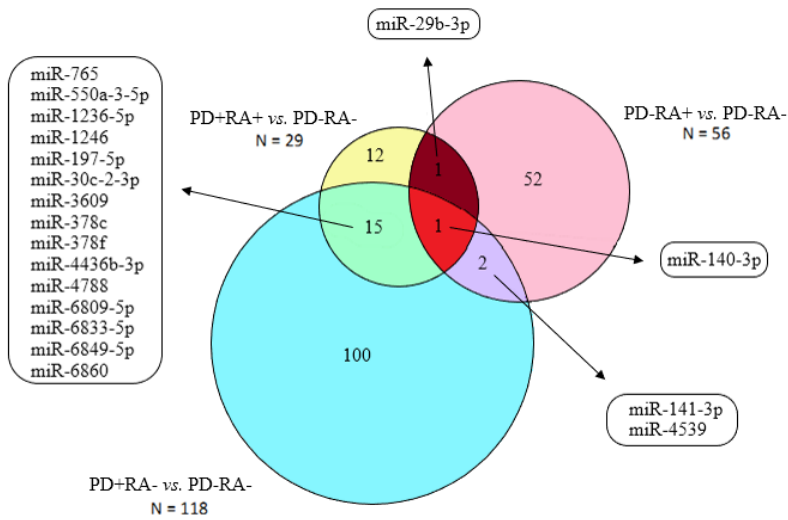 miR-29b-3p
miR-765
miR-550a-3-5p
miR-1236-5p
miR-1246
miR-197-5p
miR-30c-2-3p
miR-3609
miR-378c
miR-378f
miR-4436b-3p
miR-4788
miR-6809-5p
miR-6833-5p
miR-6849-5p
miR-6860
PD+RA+ vs. PD-RA-
N = 29
PD-RA+ vs. PD-RA-
N = 56
12
1
52
15
1
2
100
miR-140-3p
miR-141-3p
miR-4539
PD+RA- vs. PD-RA-
N = 118